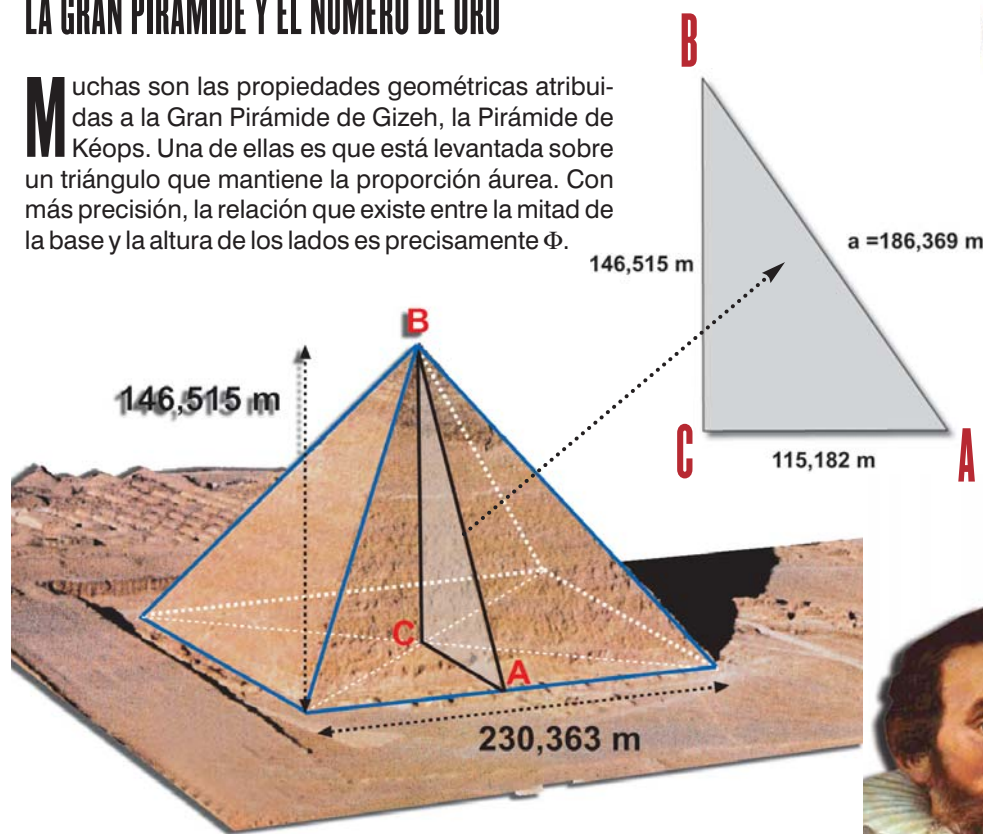 LA GRAN PIRÁMIDE Y EL NÚMERO DE ORO
Muchas son las propiedades geométricas atribui-
das a la Gran Pirámide de Gizeh, la Pirámide de
Kéops. Una de ellas es que está levantada sobre
un triángulo que mantiene la proporción áurea. Con
más precisión, la relación que existe entre la mitad de
la base y la altura de los lados es precisamente Φ.
B
146,515 m
a =186,369 m
C
115,182 m
A
B
146,515 m
C
A
230,363 m